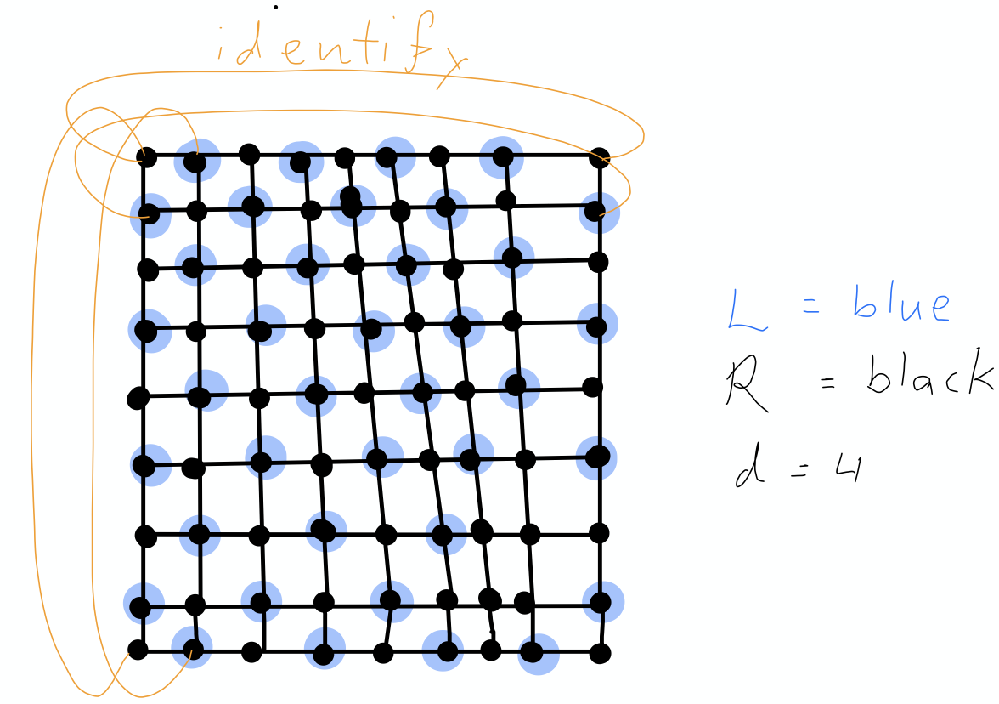 identify
L = blue
R = black
d = 4